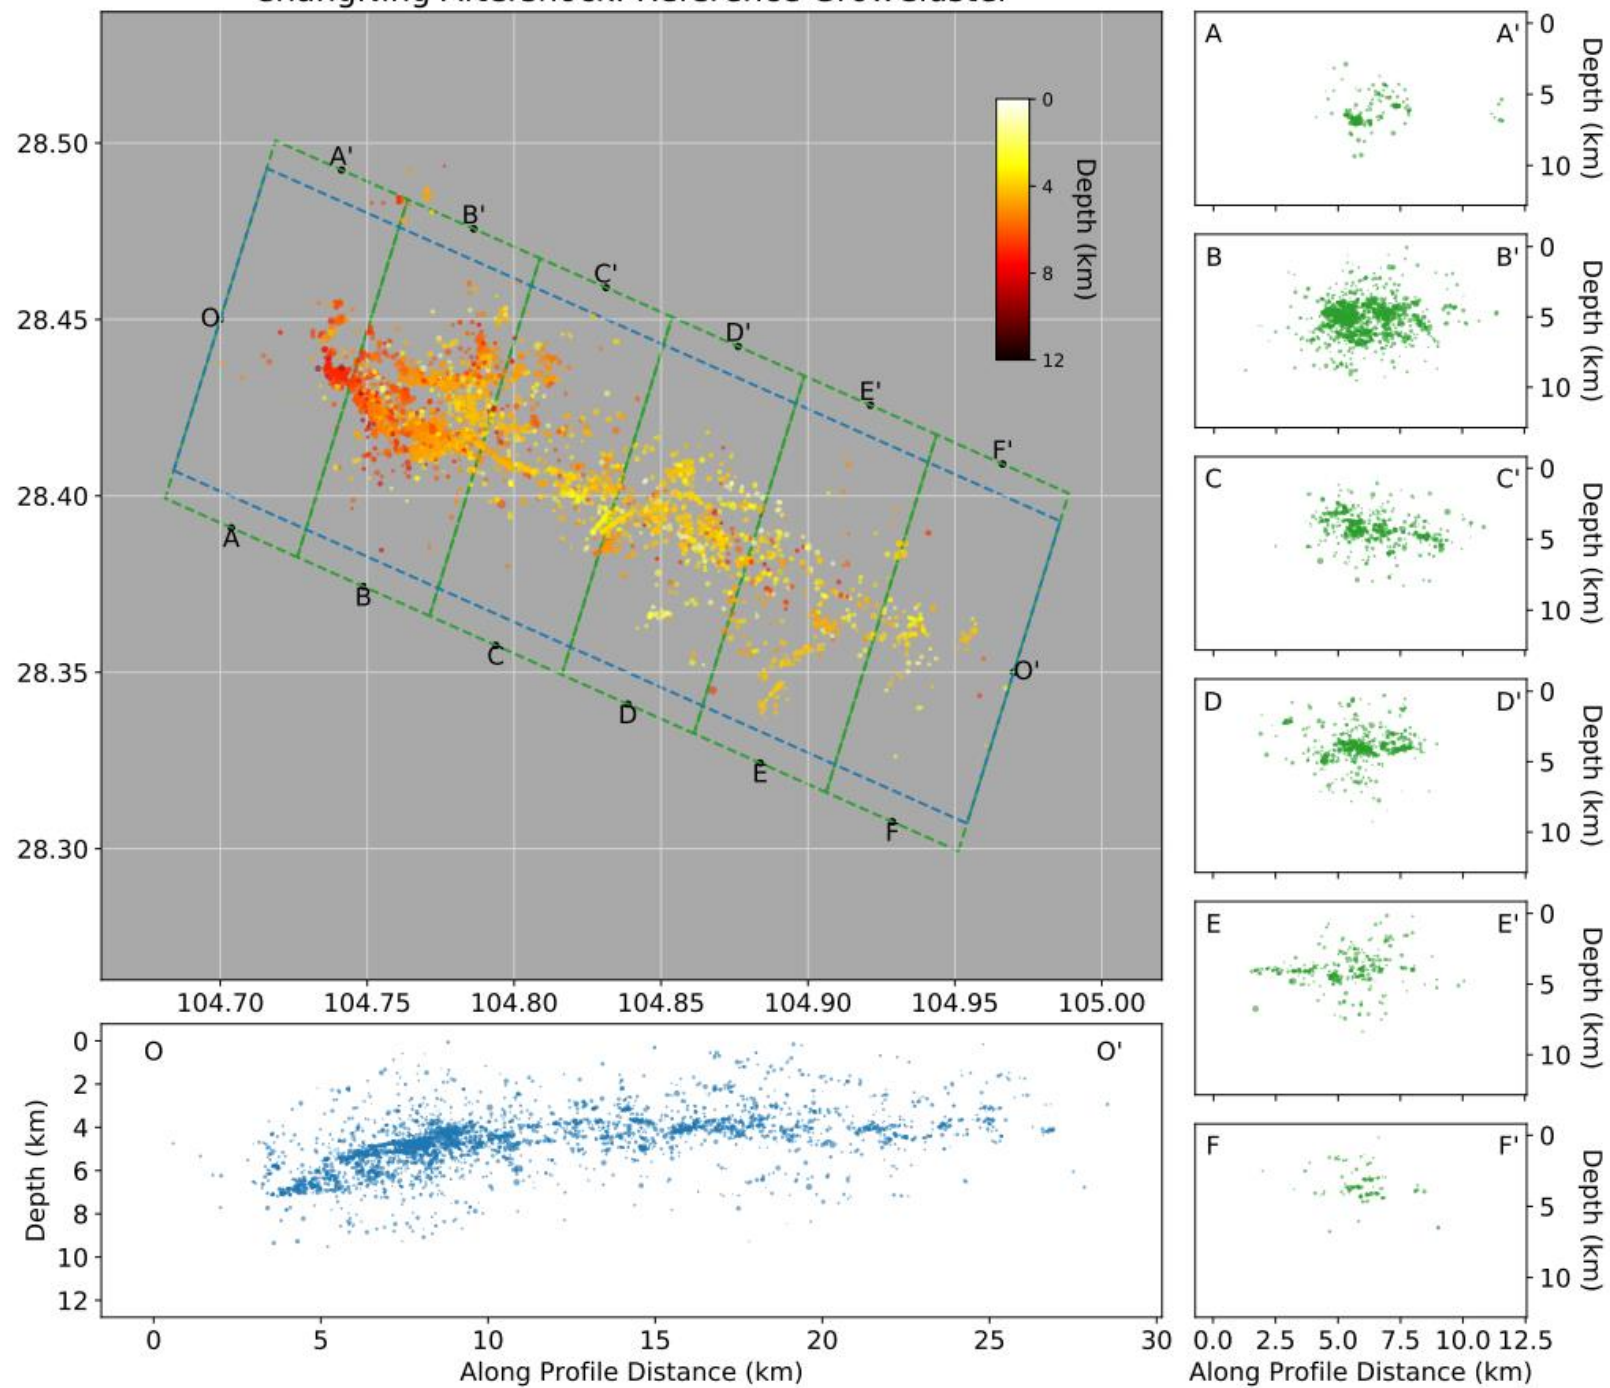 A'
B'
C'
D'
E'
F'
O
O'
A
B
C
D
E
F
28.50
28.45
28.40
28.35
28.30
104.70 104.75 104.80 104.85 104.90 104.95 105.00
0
4
8
12
Depth (km)
O O'
0
2
4
6
8
10
12
Depth (km)
0 5 10 15 20 25 30
Along Profile Distance (km)
A A'
0
5
10
Depth (km)
B B'
0
5
10
Depth (km)
C C'
0
5
10
Depth (km)
D D'
0
5
10
Depth (km)
E E'
0
5
10
Depth (km)
F F'
0
5
10
Depth (km)
0.0 2.5 5.0 7.5 10.0 12.5
Along Profile Distance (km)